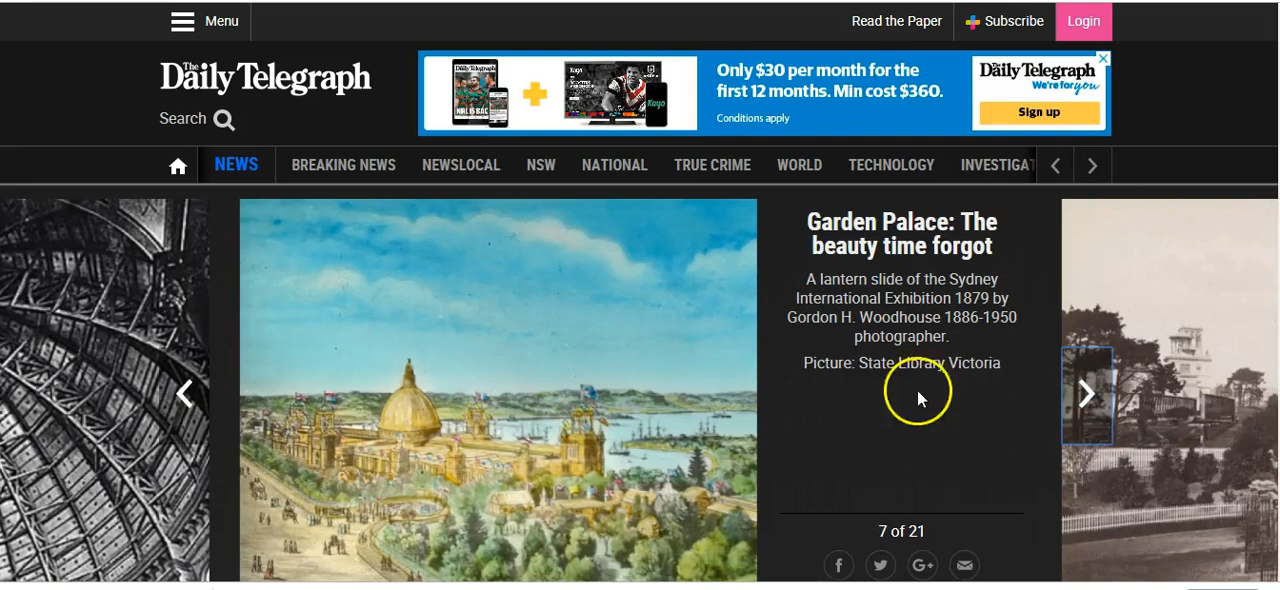 Menu
Read the Paper
Subscribe
Login
The Daily Telegraph
Search
Only $30 per month for the
first 12 months. Min cost $360.
Conditions apply
The Daily Telegraph
We're for you
Sign up
NEWS
BREAKING NEWS
NEWSLOCAL
NSW
NATIONAL
TRUE CRIME
WORLD
TECHNOLOGY
INVESTIGAT
Garden Palace: The
beauty time forgot
A lantern slide of the Sydney
International Exhibition 1879 by
Gordon H. Woodhouse 1886-1950
photographer.
Picture: State Library Victoria
7 of 21